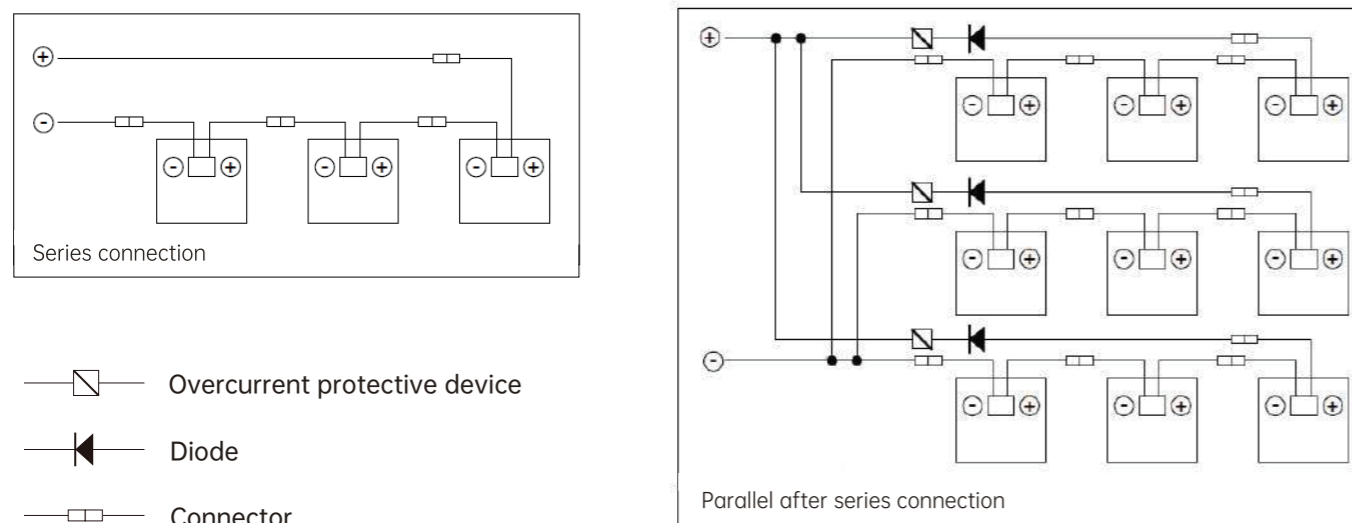 +
-
- + - + - +
Series connection
Overcurrent protective device
Diode
Connector
+
- + - + - +
- + - + - +
-
- + - + - +
Parallel after series connection